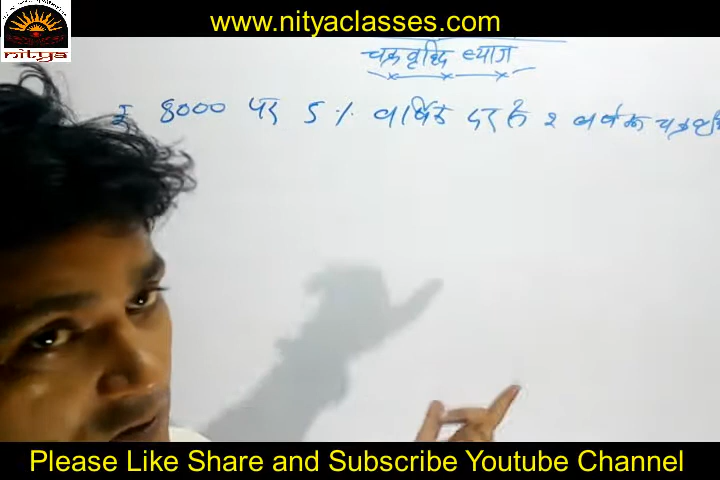 www.nityaclasses.com
nitya
चक्रवृद्धि ब्याज
₹ 8000 पर 5 % वार्षिक दर से 2 वर्ष का
Please Like Share and Subscribe Youtube Channel